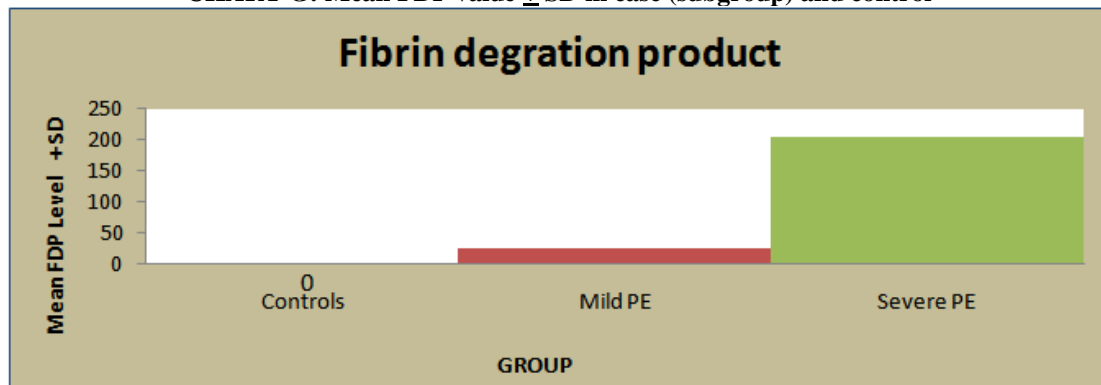 Fibrin degration product
Mean FDP Level +SD
250
200
150
100
50
0
0
Controls
Mild PE
Severe PE
GROUP